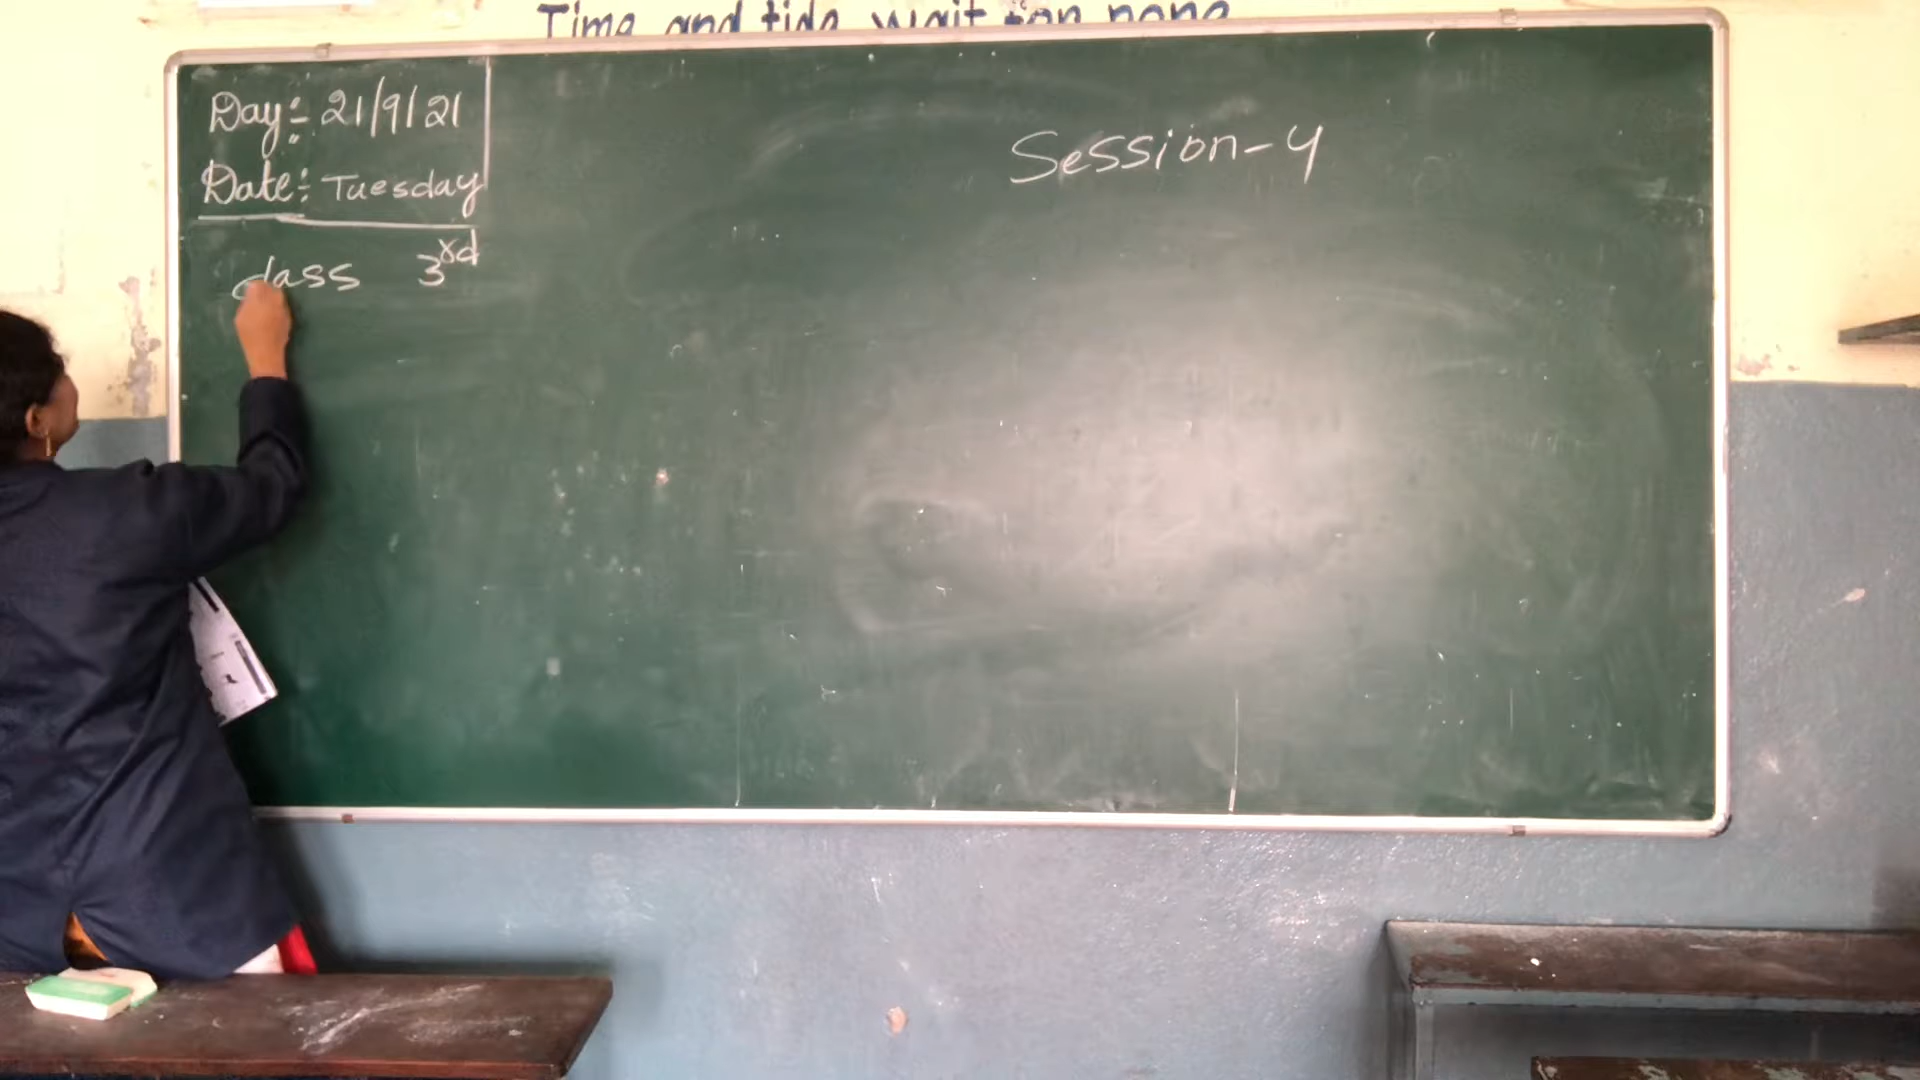 Time and tide wait for none
Day:- 21/9/21
Date:- Tuesday
Session-4
class 3rd